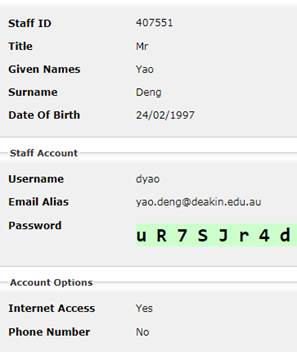 Staff ID 407551
Title Mr
Given Names Yao
Surname Deng
Date Of Birth 24/02/1997
Staff Account
Username dyao
Email Alias yao.deng@deakin.edu.au
Password u R 7 S J r 4 d
Account Options
Internet Access Yes
Phone Number No